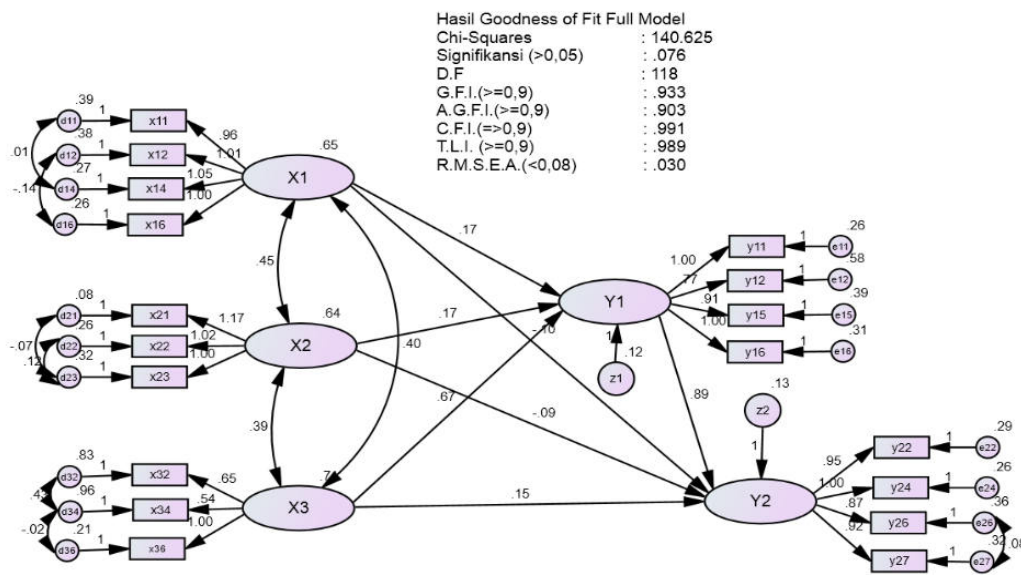 Hasil Goodness of Fit Full Model
Chi-Squares : 140.625
Signifikansi (>0,05) : .076
D.F : 118
G.F.I.(>=0,9) : .933
A.G.F.I.(>=0,9) : .903
C.F.I.(=>0,9) : .991
T.L.I. (>=0,9) : .989
R.M.S.E.A.(<0,08) : .030
.39
d11 1 x11
.96
.38
d12 1 x12
1.01
.01
.27
d14 1 x14
1.05
-.14
.26
d16 1 x16
1.00
.65
X1
.45
.40
.17
-.10
.08
d21 1 x21
1.17
-.07
.26
d22 1 x22
1.02
.12
.32
d23 1 x23
1.00
.64
X2
.39
.17
-.09
.83
d32 1 x32
.65
.96
d34 1 x34
.54
-.02
.21
d36 1 x36
1.00
X3
.67
.15
Y1
1
.12
z1
.89
1.00
y11 1 e11
.26
.77
y12 1 e12
.58
.91
y15 1 e15
.39
1.00
y16 1 e16
.31
.13
z2
1
Y2
.95
y22 1 e22
.29
1.00
y24 1 e24
.26
.87
y26 1 e26
.36
.92
y27 1 e27
.32